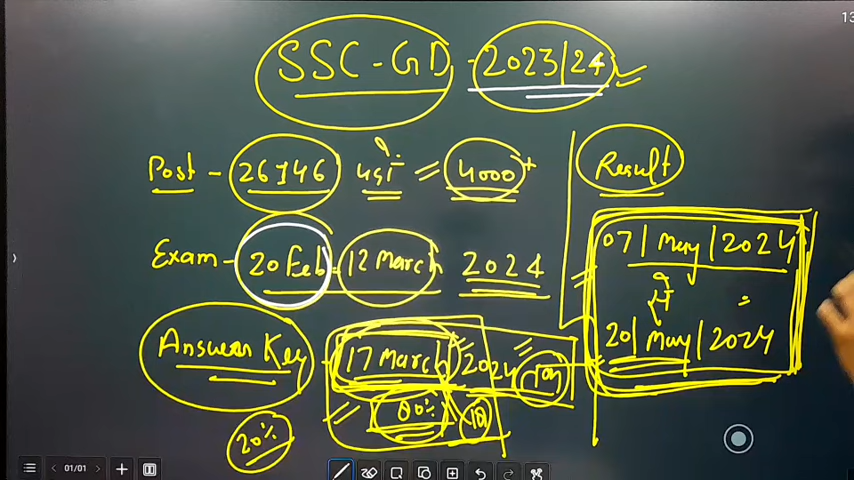 SSC-GD - 2023/24
Post - 26146 = 4000+
Exam - 20 Feb - 12 March 2024
Answer Key - 17 March 2024
80%
20%
Result
07/May/2024
से
20/May/2024
01/01
13